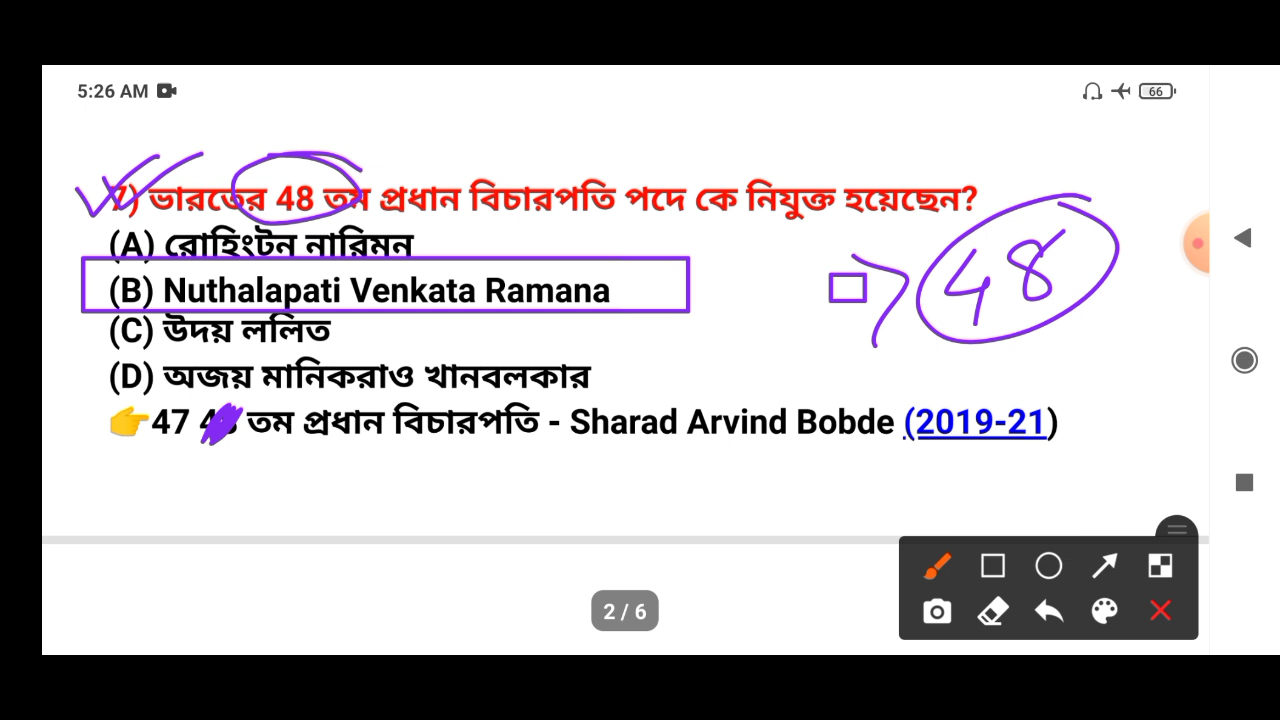 5:26 AM
66
7) ভারতের 48 তম প্রধান বিচারপতি পদে কে নিযুক্ত হয়েছেন?
(A) রোহিংটন নারিমন
(B) Nuthalapati Venkata Ramana
48
(C) উদয় ললিত
(D) অজয় মানিকরাও খানবলকার
👉47 তম প্রধান বিচারপতি - Sharad Arvind Bobde (2019-21)
2 / 6